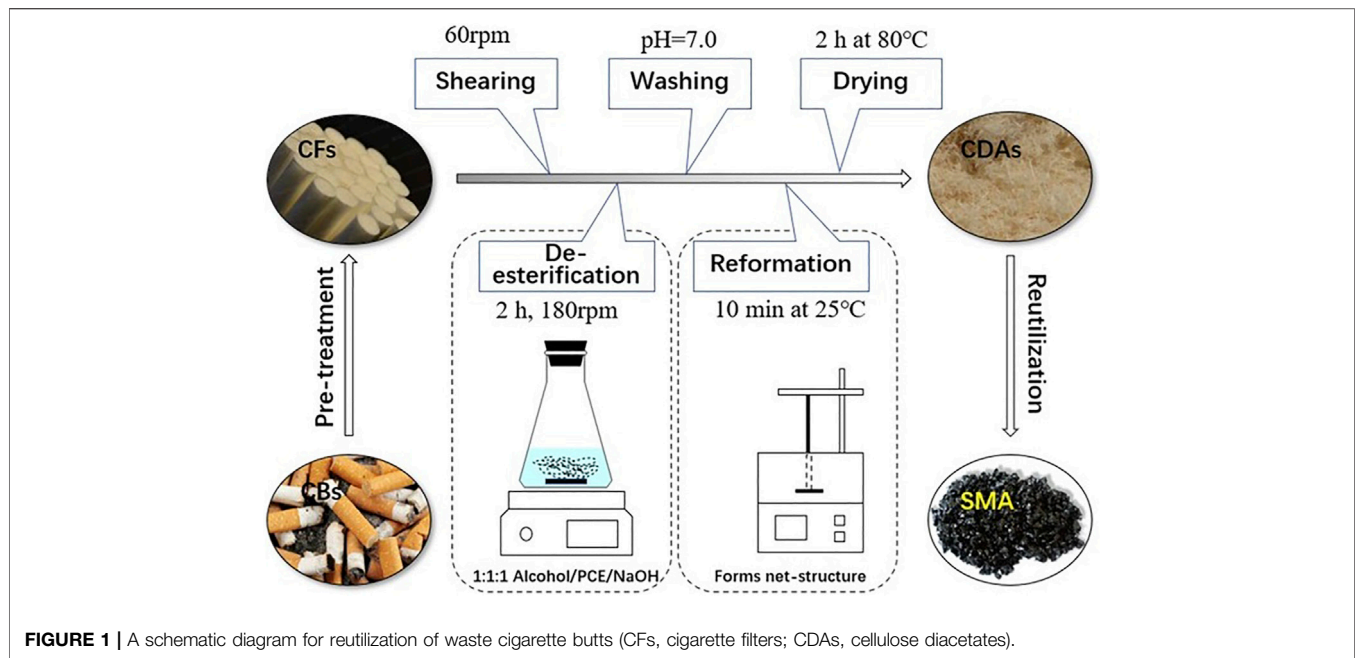 60rpm
pH=7.0
2 h at 80°C
Shearing
Washing
Drying
CFs
CDAs
De-
esterification
Reformation
2 h, 180rpm
10 min at 25°C
Pre-treatment
Reutilization
CBs
SMA
1:1:1 Alcohol/PCE/NaOH
Forms net-structure
FIGURE 1 | A schematic diagram for reutilization of waste cigarette butts (CFs, cigarette filters; CDAs, cellulose diacetates).